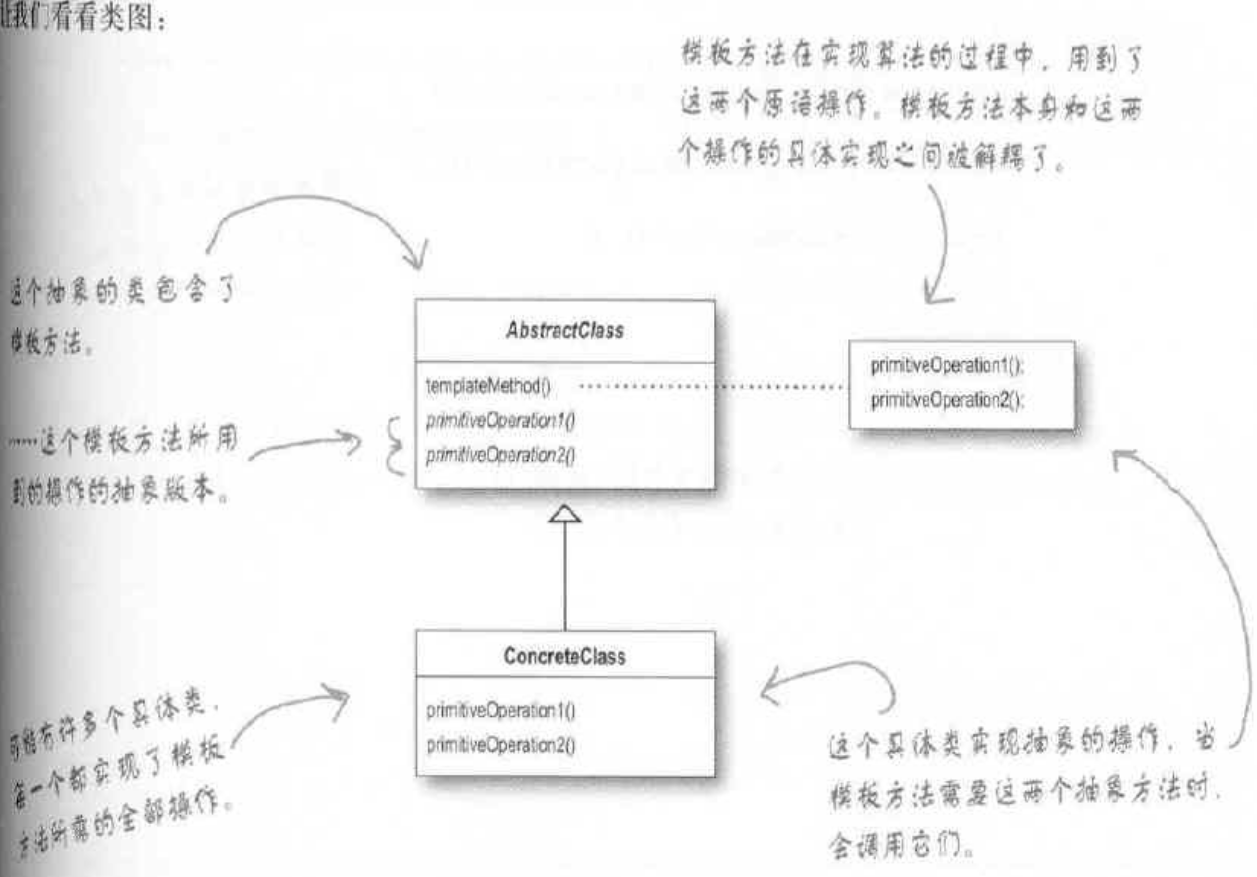 我们看看类图：
模板方法在实现算法的过程中，用到了
这两个原语操作。模板方法本身和这两
个操作的具体实现之间被解耦了。
这个抽象的类包含了
模板方法。
……这个模板方法所用
到的操作的抽象版本。
AbstractClass
templateMethod()
primitiveOperation1()
primitiveOperation2()
primitiveOperation1();
primitiveOperation2();
ConcreteClass
primitiveOperation1()
primitiveOperation2()
可能有许多个具体类，
每一个都实现了模板
方法所需的全部操作。
这个具体类实现抽象的操作，当
模板方法需要这两个抽象方法时，
会调用它们。